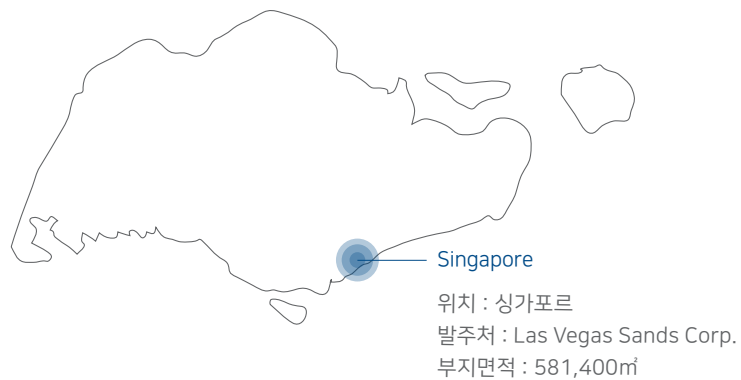 Singapore
위치 : 싱가포르
발주처 : Las Vegas Sands Corp.
부지면적 : 581,400㎡